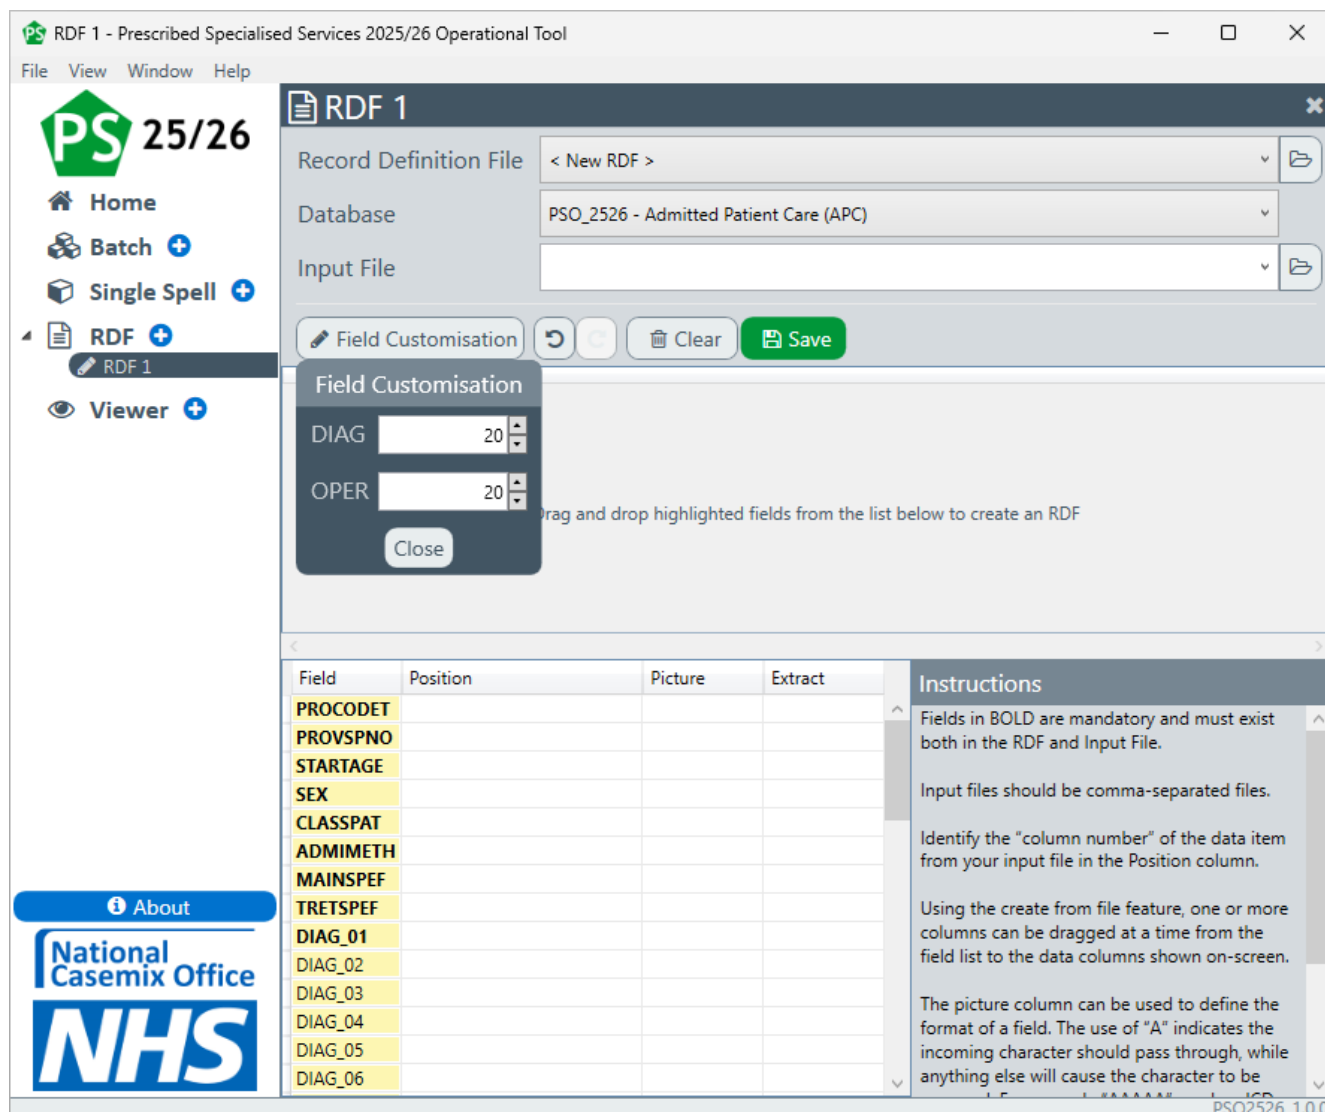 RDF 1 - Prescribed Specialised Services 2025/26 Operational Tool
File View Window Help
PS 25/26
Home
Batch
Single Spell
RDF
RDF 1
Viewer
About
National
Casemix Office
NHS
RDF 1
Record Definition File < New RDF >
Database PSO_2526 - Admitted Patient Care (APC)
Input File
Field Customisation Clear Save
Field Customisation
DIAG 20
OPER 20
Close
Drag and drop highlighted fields from the list below to create an RDF
Field Position Picture Extract
PROCODET
PROVSPNO
STARTAGE
SEX
CLASSPAT
ADMIMETH
MAINSPEF
TRETSPEF
DIAG_01
DIAG_02
DIAG_03
DIAG_04
DIAG_05
DIAG_06
Instructions
Fields in BOLD are mandatory and must exist
both in the RDF and Input File.
Input files should be comma-separated files.
Identify the “column number” of the data item
from your input file in the Position column.
Using the create from file feature, one or more
columns can be dragged at a time from the
field list to the data columns shown on-screen.
The picture column can be used to define the
format of a field. The use of “A” indicates the
incoming character should pass through, while
anything else will cause the character to be
PSO2526 1.0.0